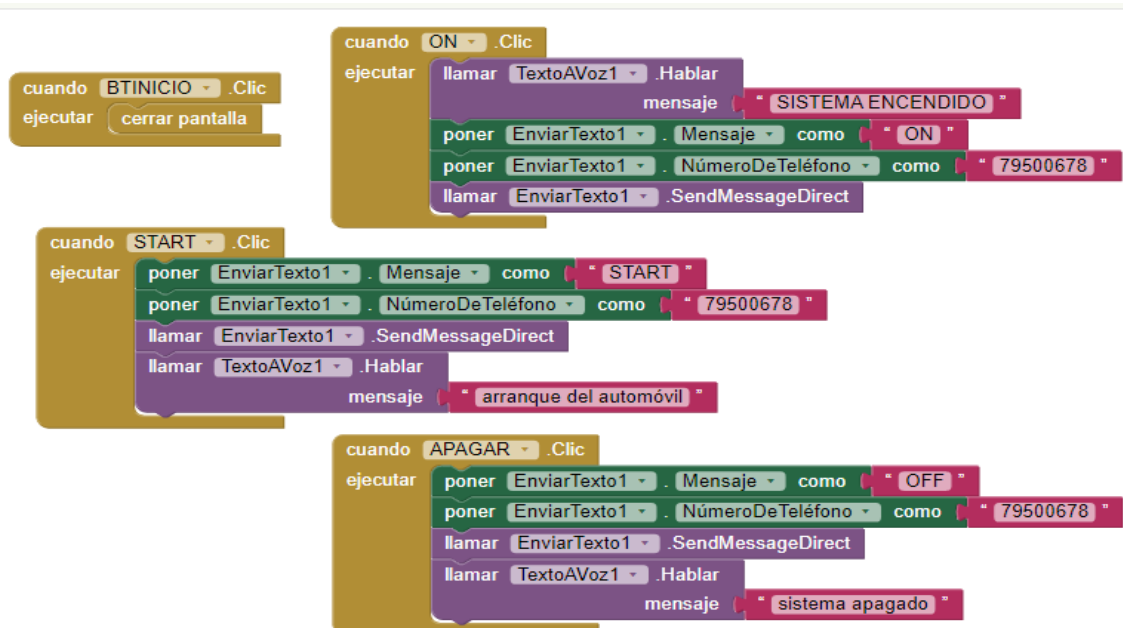 cuando BTINICIO .Clic
ejecutar cerrar pantalla
cuando ON .Clic
ejecutar llamar TextoAVoz1 .Hablar
mensaje " SISTEMA ENCENDIDO "
poner EnviarTexto1 . Mensaje como " ON "
poner EnviarTexto1 . NúmeroDeTeléfono como " 79500678 "
llamar EnviarTexto1 .SendMessageDirect
cuando START .Clic
ejecutar poner EnviarTexto1 . Mensaje como " START "
poner EnviarTexto1 . NúmeroDeTeléfono como " 79500678 "
llamar EnviarTexto1 .SendMessageDirect
llamar TextoAVoz1 .Hablar
mensaje " arranque del automóvil "
cuando APAGAR .Clic
ejecutar poner EnviarTexto1 . Mensaje como " OFF "
poner EnviarTexto1 . NúmeroDeTeléfono como " 79500678 "
llamar EnviarTexto1 .SendMessageDirect
llamar TextoAVoz1 .Hablar
mensaje " sistema apagado "